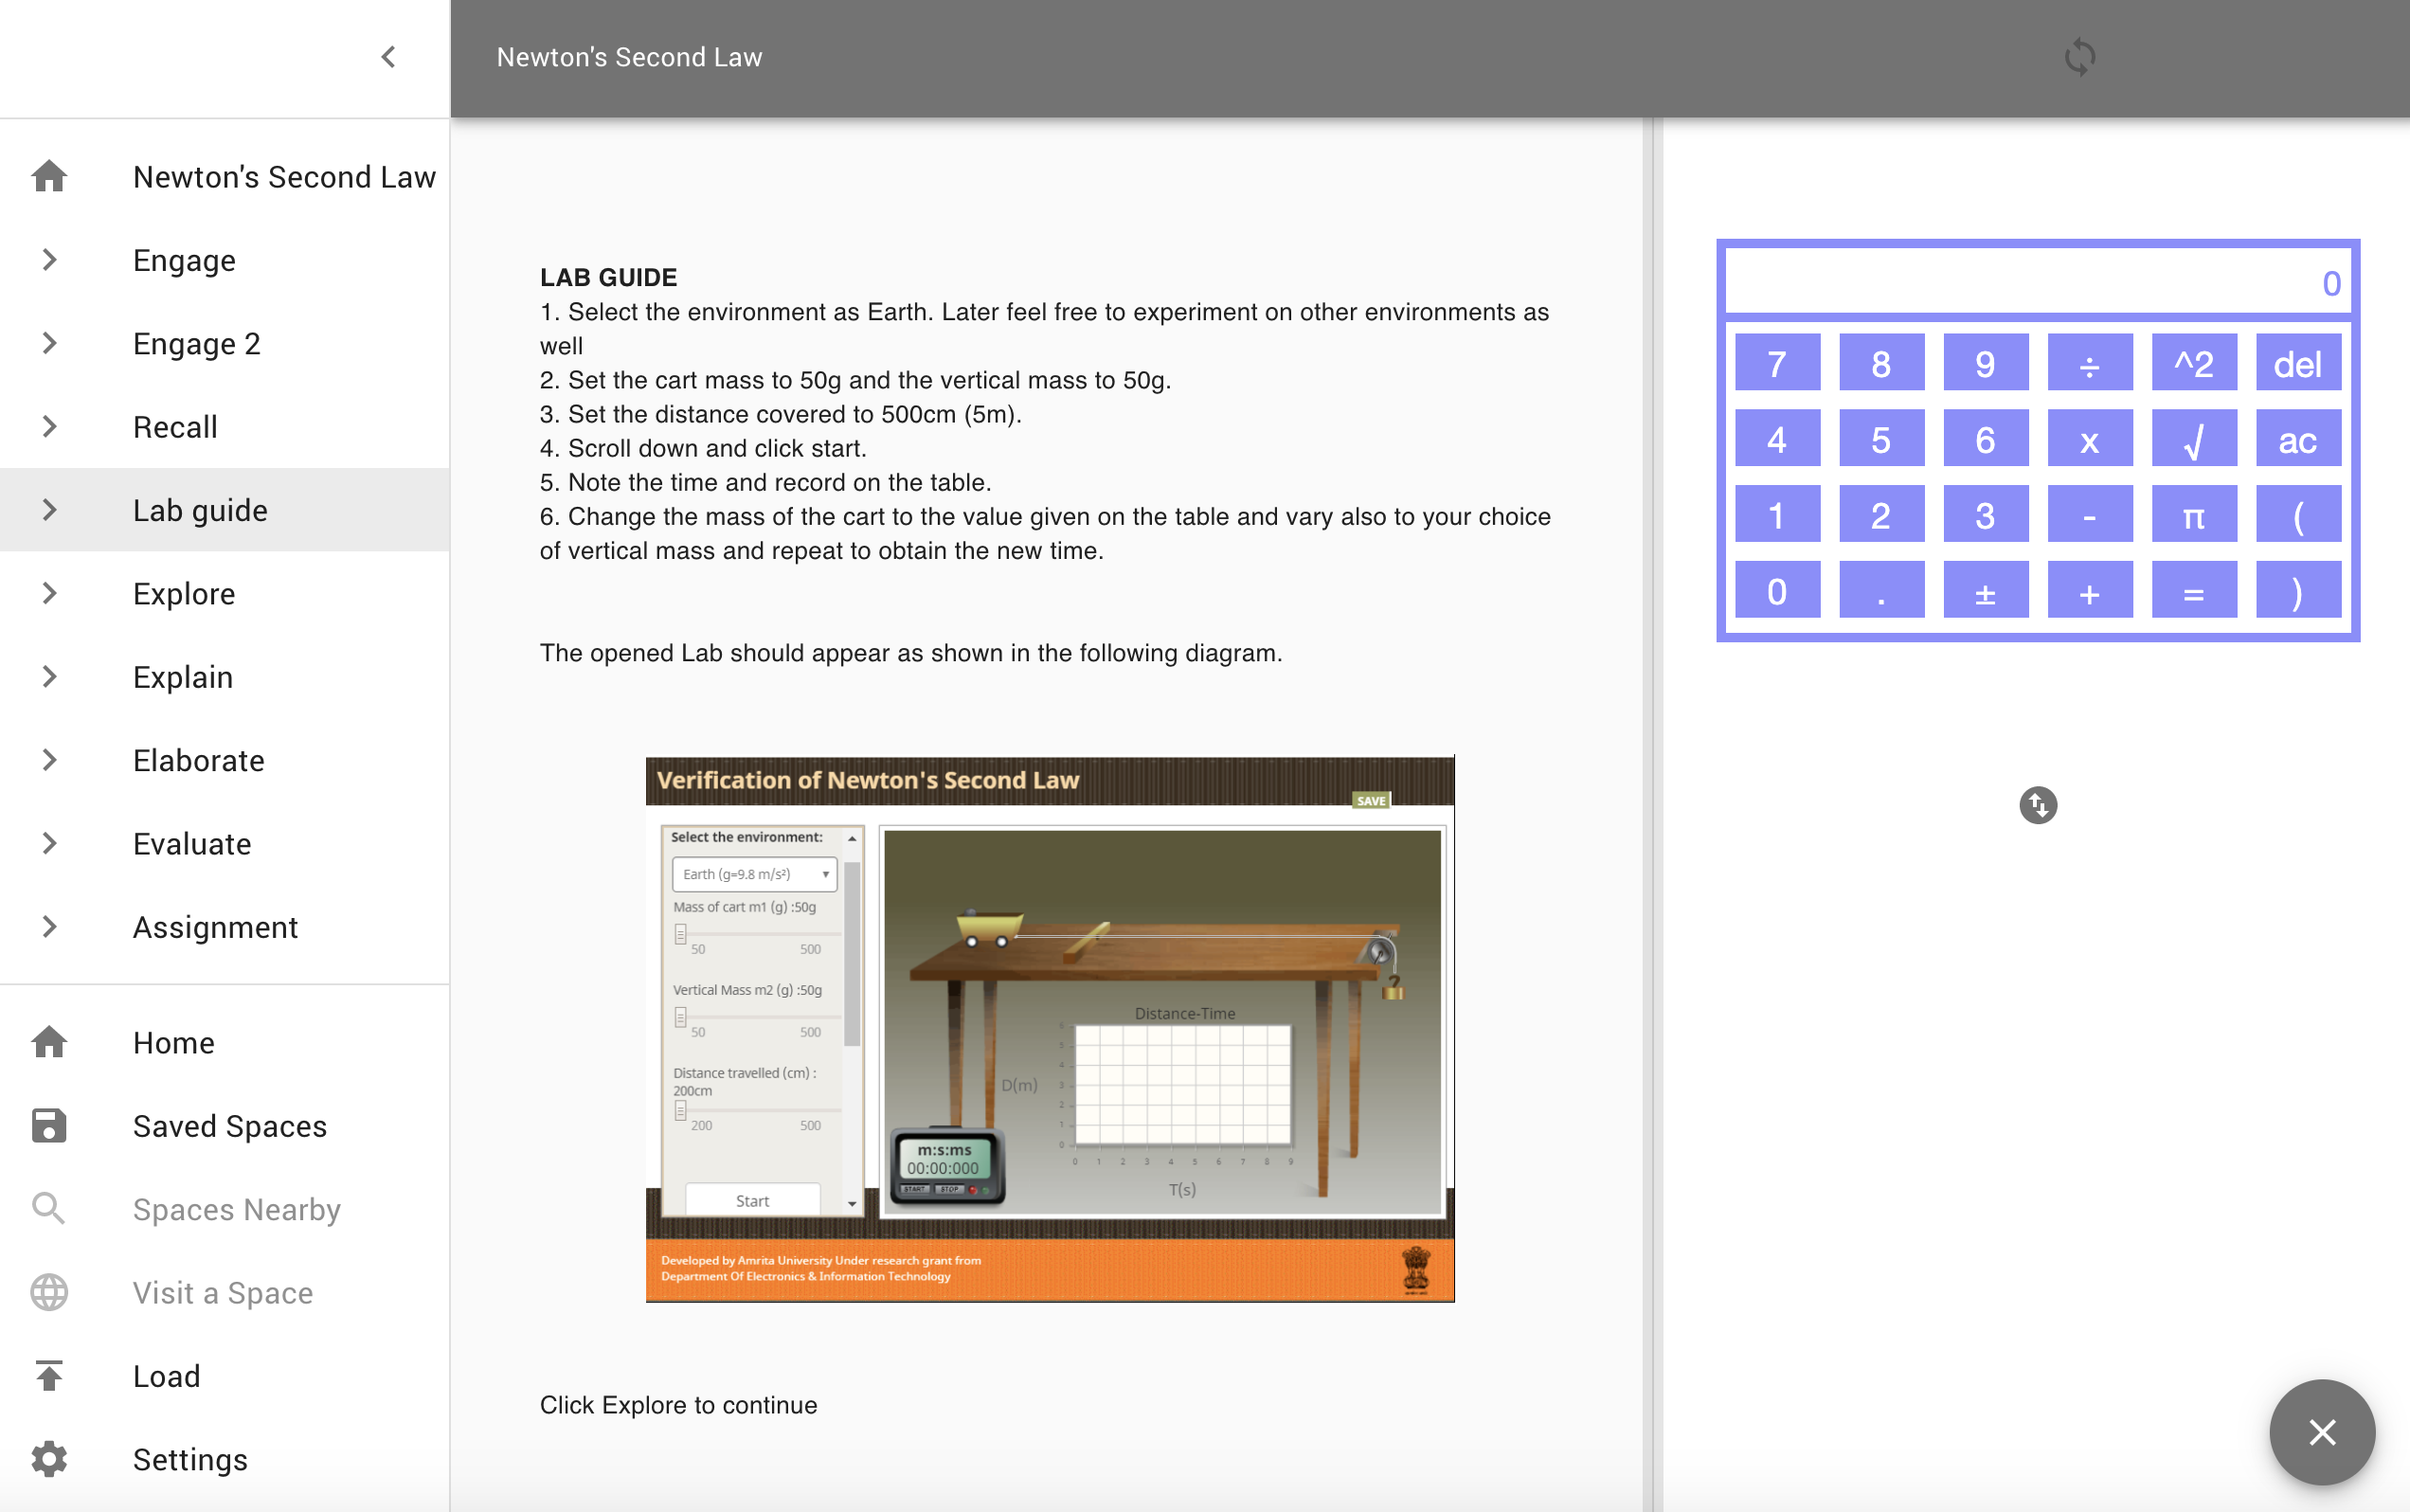 Newton's Second Law
Newton's Second Law
Engage
Engage 2
Recall
Lab guide
Explore
Explain
Elaborate
Evaluate
Assignment
Home
Saved Spaces
Spaces Nearby
Visit a Space
Load
Settings
LAB GUIDE
1. Select the environment as Earth. Later feel free to experiment on other environments as
well
2. Set the cart mass to 50g and the vertical mass to 50g.
3. Set the distance covered to 500cm (5m).
4. Scroll down and click start.
5. Note the time and record on the table.
6. Change the mass of the cart to the value given on the table and vary also to your choice
of vertical mass and repeat to obtain the new time.
The opened Lab should appear as shown in the following diagram.
Verification of Newton's Second Law
SAVE
Select the environment:
Earth (g=9.8 m/s²)
Mass of cart m1 (g) :50g
50 500
Vertical Mass m2 (g) :50g
50 500
Distance travelled (cm) :
200cm
200 500
Start
Distance-Time
D(m)
6
5
4
3
2
1
0
0 1 2 3 4 5 6 7 8 9
T(s)
m:s:ms
00:00:000
START STOP
Developed by Amrita University Under research grant from
Department Of Electronics & Information Technology
Click Explore to continue
0
7 8 9 ÷ ^2 del
4 5 6 x √ ac
1 2 3 - π (
0 . ± + = )